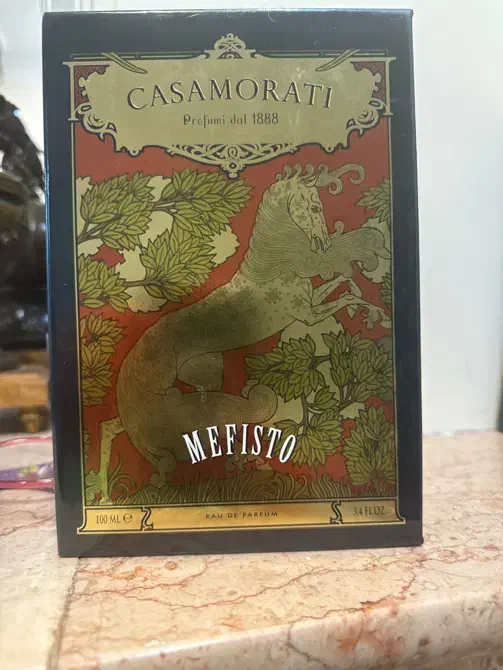 CASAMORATI
Profumi dal 1888
MEFISTO
100 ML ℮ EAU DE PARFUM 3.4 FL OZ